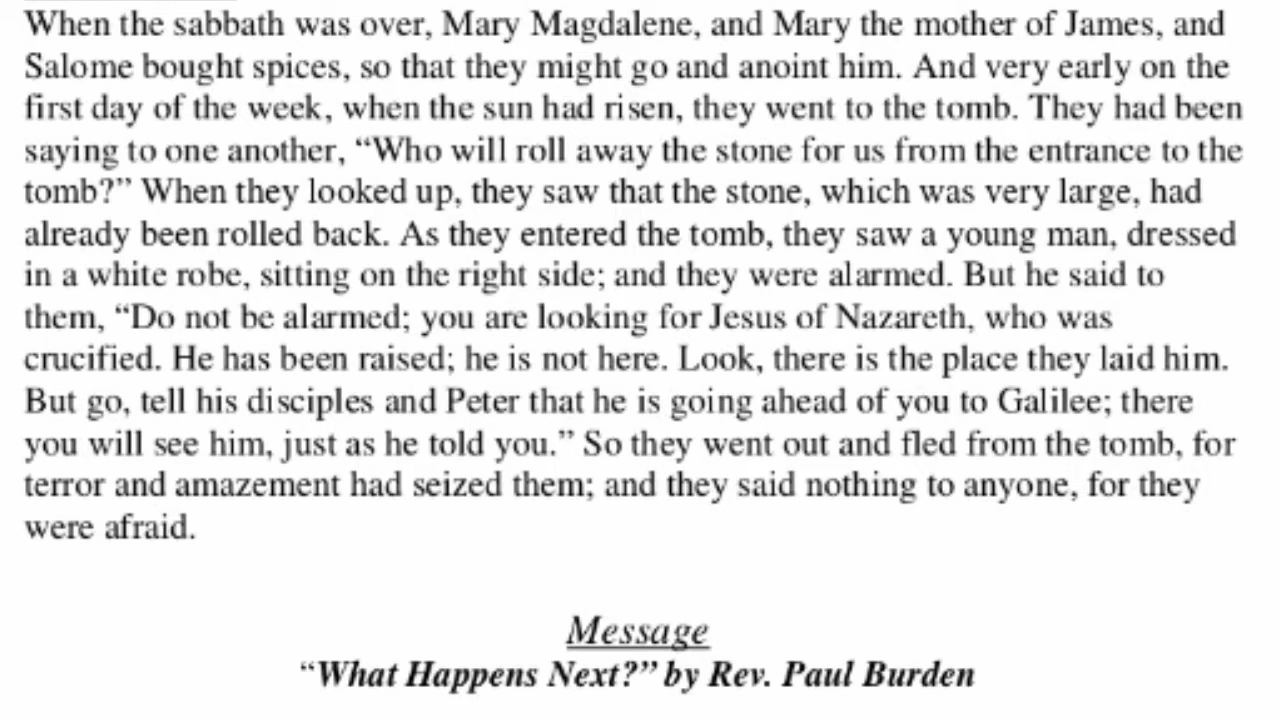 When the sabbath was over, Mary Magdalene, and Mary the mother of James, and
Salome bought spices, so that they might go and anoint him. And very early on the
first day of the week, when the sun had risen, they went to the tomb. They had been
saying to one another, “Who will roll away the stone for us from the entrance to the
tomb?” When they looked up, they saw that the stone, which was very large, had
already been rolled back. As they entered the tomb, they saw a young man, dressed
in a white robe, sitting on the right side; and they were alarmed. But he said to
them, “Do not be alarmed; you are looking for Jesus of Nazareth, who was
crucified. He has been raised; he is not here. Look, there is the place they laid him.
But go, tell his disciples and Peter that he is going ahead of you to Galilee; there
you will see him, just as he told you.” So they went out and fled from the tomb, for
terror and amazement had seized them; and they said nothing to anyone, for they
were afraid.
Message
“What Happens Next?” by Rev. Paul Burden